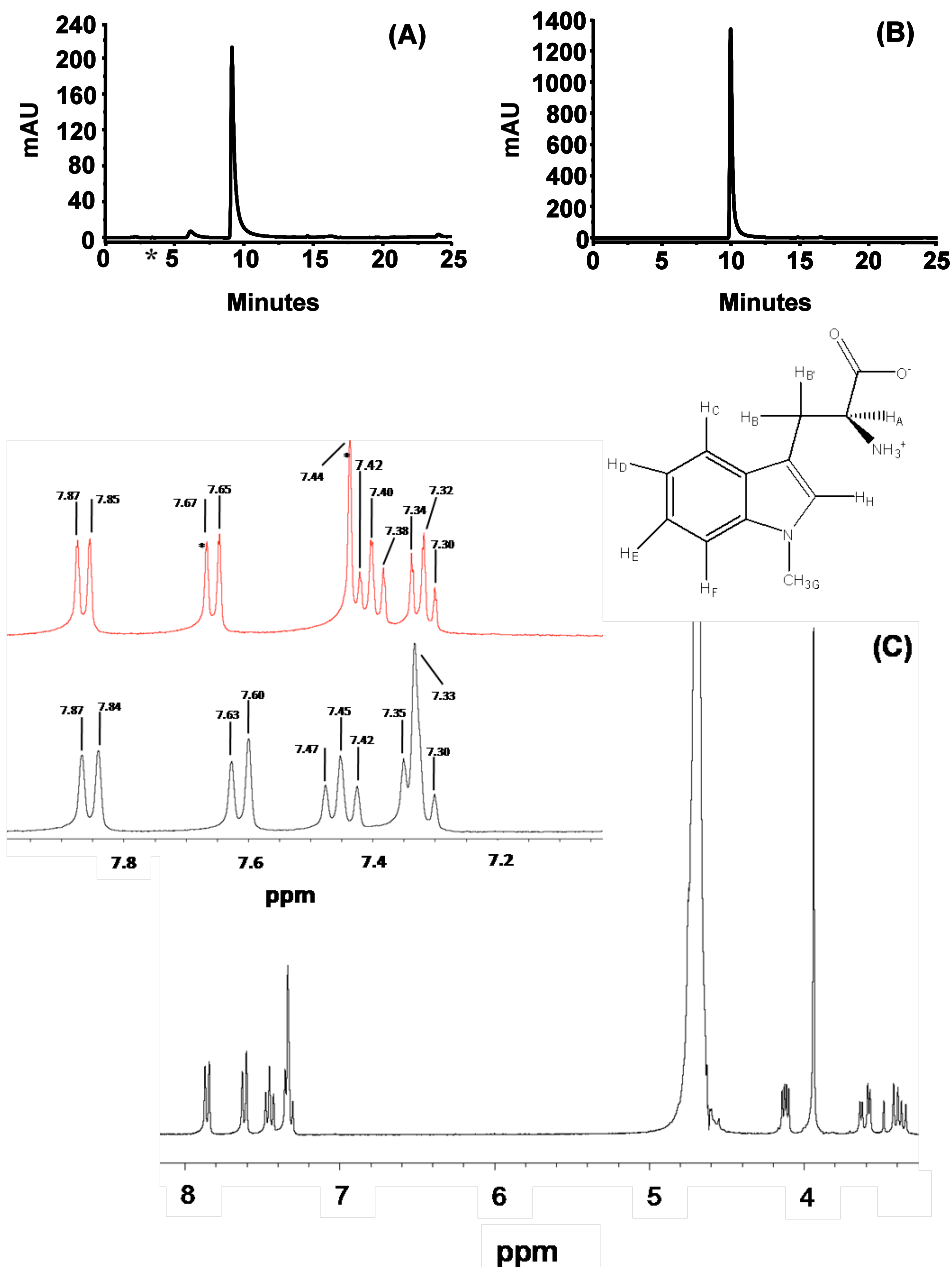 (A)
240
200
160
120
80
40
0
mAU
0 * 5 10 15 20 25
Minutes
(B)
1400
1200
1000
800
600
400
200
0
mAU
0 5 10 15 20 25
Minutes
O
O-
HB'
HC
HB
HA
NH3+
HD
HH
N
HE
CH3G
HF
7.87 7.85 7.67 7.65 7.44 * 7.42 7.40 7.38 7.34 7.32 7.30
*
7.87 7.84 7.63 7.60 7.47 7.45 7.42 7.35 7.33 7.30
7.8 7.6 7.4 7.2
ppm
(C)
8 7 6 5 4
ppm